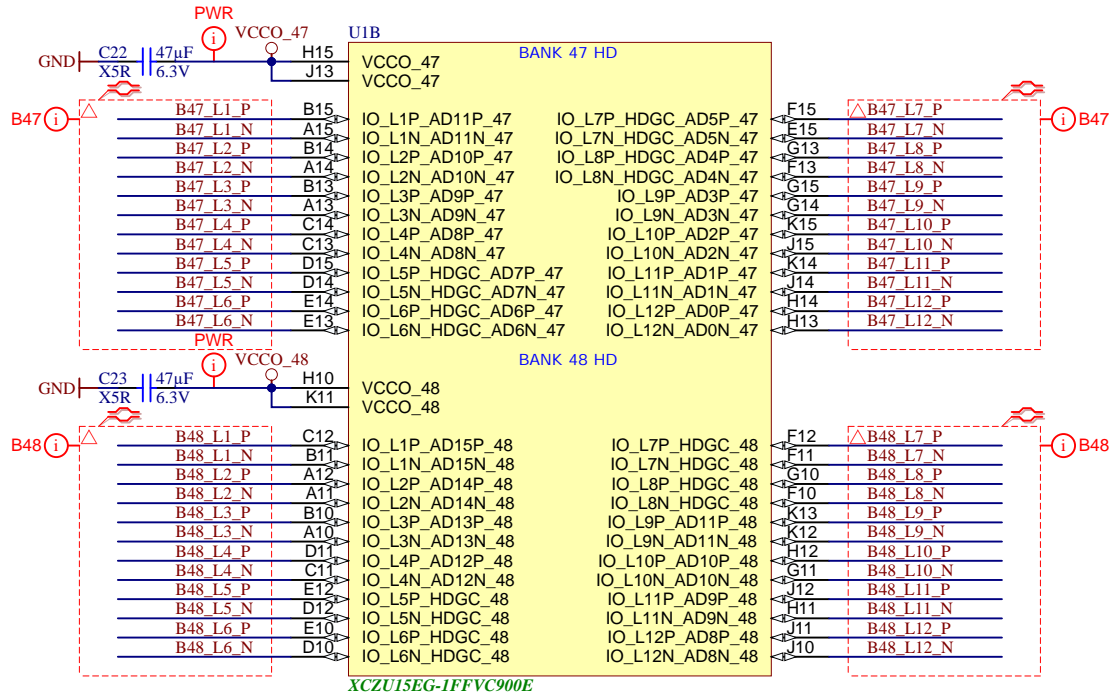 PWR
VCCO_47
U1B
GND
C22
47µF
X5R
6.3V
H15
J13
BANK 47 HD
VCCO_47
VCCO_47
B47
B47_L1_P B15 IO_L1P_AD11P_47 IO_L7P_HDGC_AD5P_47 F15 B47_L7_P
B47
B47_L1_N A15 IO_L1N_AD11N_47 IO_L7N_HDGC_AD5N_47 E15 B47_L7_N
B47_L2_P B14 IO_L2P_AD10P_47 IO_L8P_HDGC_AD4P_47 G13 B47_L8_P
B47_L2_N A14 IO_L2N_AD10N_47 IO_L8N_HDGC_AD4N_47 F13 B47_L8_N
B47_L3_P B13 IO_L3P_AD9P_47 IO_L9P_AD3P_47 G15 B47_L9_P
B47_L3_N A13 IO_L3N_AD9N_47 IO_L9N_AD3N_47 G14 B47_L9_N
B47_L4_P C14 IO_L4P_AD8P_47 IO_L10P_AD2P_47 K15 B47_L10_P
B47_L4_N C13 IO_L4N_AD8N_47 IO_L10N_AD2N_47 J15 B47_L10_N
B47_L5_P D15 IO_L5P_HDGC_AD7P_47 IO_L11P_AD1P_47 K14 B47_L11_P
B47_L5_N D14 IO_L5N_HDGC_AD7N_47 IO_L11N_AD1N_47 J14 B47_L11_N
B47_L6_P E14 IO_L6P_HDGC_AD6P_47 IO_L12P_AD0P_47 H14 B47_L12_P
B47_L6_N E13 IO_L6N_HDGC_AD6N_47 IO_L12N_AD0N_47 H13 B47_L12_N
PWR
VCCO_48
BANK 48 HD
GND
C23
47µF
X5R
6.3V
H10
K11
VCCO_48
VCCO_48
B48
B48_L1_P C12 IO_L1P_AD15P_48 IO_L7P_HDGC_48 F12 B48_L7_P
B48
B48_L1_N B11 IO_L1N_AD15N_48 IO_L7N_HDGC_48 F11 B48_L7_N
B48_L2_P A12 IO_L2P_AD14P_48 IO_L8P_HDGC_48 G10 B48_L8_P
B48_L2_N A11 IO_L2N_AD14N_48 IO_L8N_HDGC_48 F10 B48_L8_N
B48_L3_P B10 IO_L3P_AD13P_48 IO_L9P_AD11P_48 K13 B48_L9_P
B48_L3_N A10 IO_L3N_AD13N_48 IO_L9N_AD11N_48 K12 B48_L9_N
B48_L4_P D11 IO_L4P_AD12P_48 IO_L10P_AD10P_48 H12 B48_L10_P
B48_L4_N C11 IO_L4N_AD12N_48 IO_L10N_AD10N_48 G11 B48_L10_N
B48_L5_P E12 IO_L5P_HDGC_48 IO_L11P_AD9P_48 J12 B48_L11_P
B48_L5_N D12 IO_L5N_HDGC_48 IO_L11N_AD9N_48 H11 B48_L11_N
B48_L6_P E10 IO_L6P_HDGC_48 IO_L12P_AD8P_48 J11 B48_L12_P
B48_L6_N D10 IO_L6N_HDGC_48 IO_L12N_AD8N_48 J10 B48_L12_N
XCZU15EG-1FFVC900E